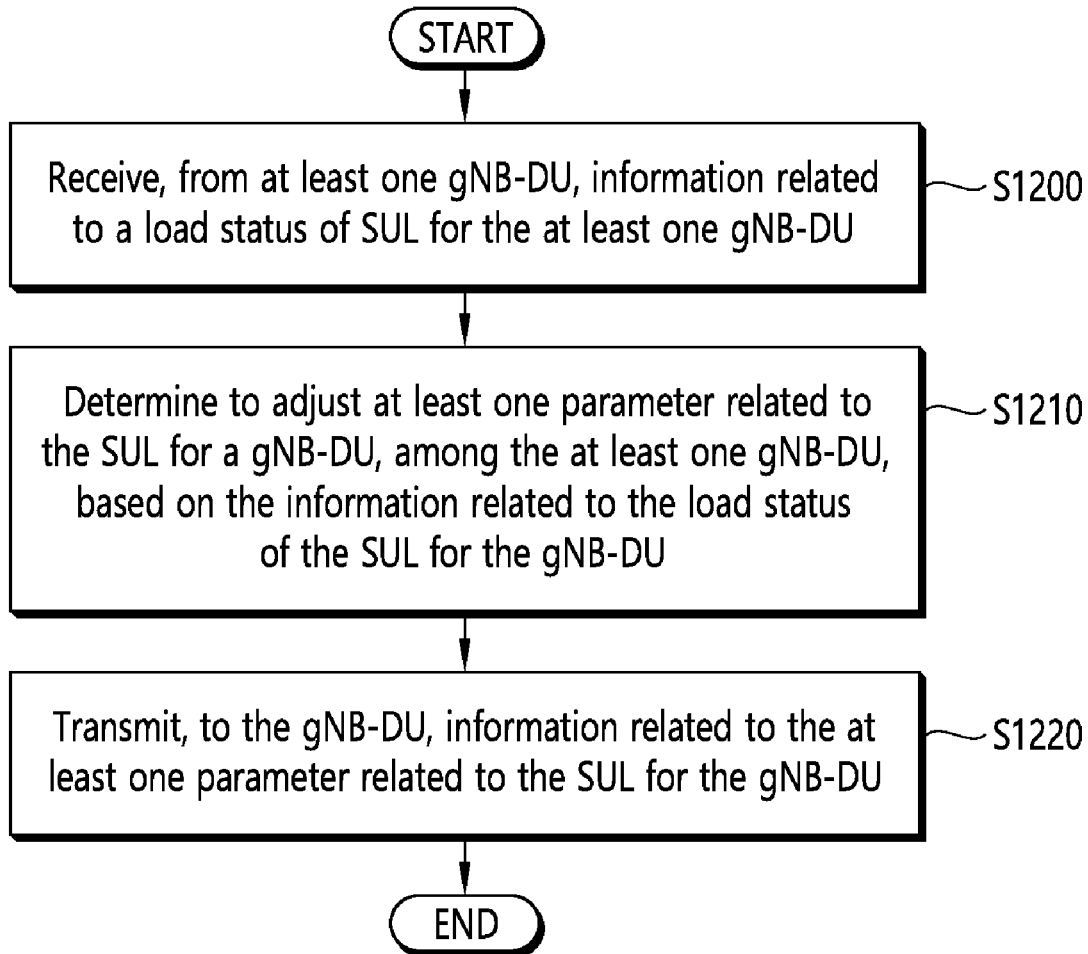 START
Receive, from at least one gNB-DU, information related
to a load status of SUL for the at least one gNB-DU
S1200
Determine to adjust at least one parameter related to
the SUL for a gNB-DU, among the at least one gNB-DU,
based on the information related to the load status
of the SUL for the gNB-DU
S1210
Transmit, to the gNB-DU, information related to the at
least one parameter related to the SUL for the gNB-DU
S1220
END